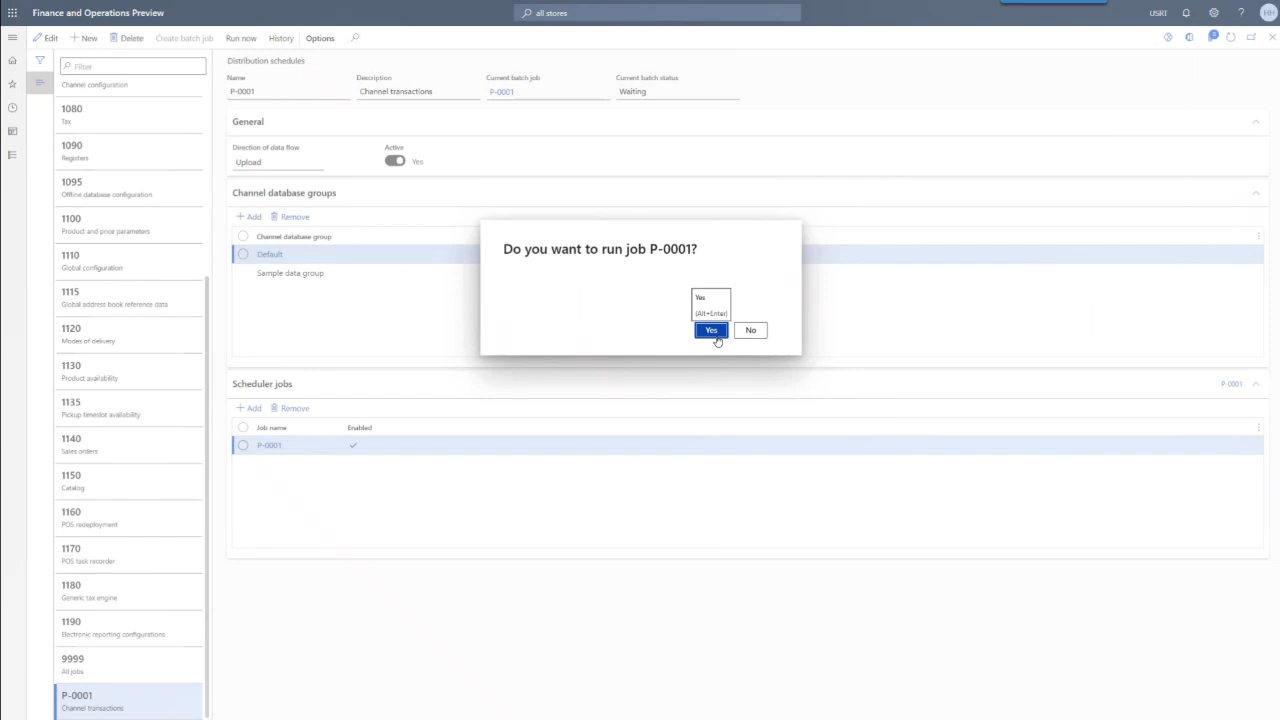 Finance and Operations Preview
all stores
USRT
?
HH
Edit
New
Delete
Create batch job
Run now
History
Options
Filter
Channel configuration
1080
Tax
1090
Registers
1095
Offline database configuration
1100
Product and price parameters
1110
Global configuration
1115
Global address book reference data
1120
Modes of delivery
1130
Product availability
1135
Pickup timeslot availability
1140
Sales orders
1150
Catalog
1160
POS redeployment
1170
POS task recorder
1180
Generic tax engine
1190
Electronic reporting configurations
9999
All jobs
P-0001
Channel transactions
Distribution schedules
Name
Description
Current batch job
Current batch status
P-0001
Channel transactions
P-0001
Waiting
General
Direction of data flow
Active
Upload
Yes
Channel database groups
Add
Remove
Channel database group
Default
Sample data group
Do you want to run job P-0001?
Yes
(Alt+Enter)
Yes
No
Scheduler jobs
P-0001
Add
Remove
Job name
Enabled
P-0001